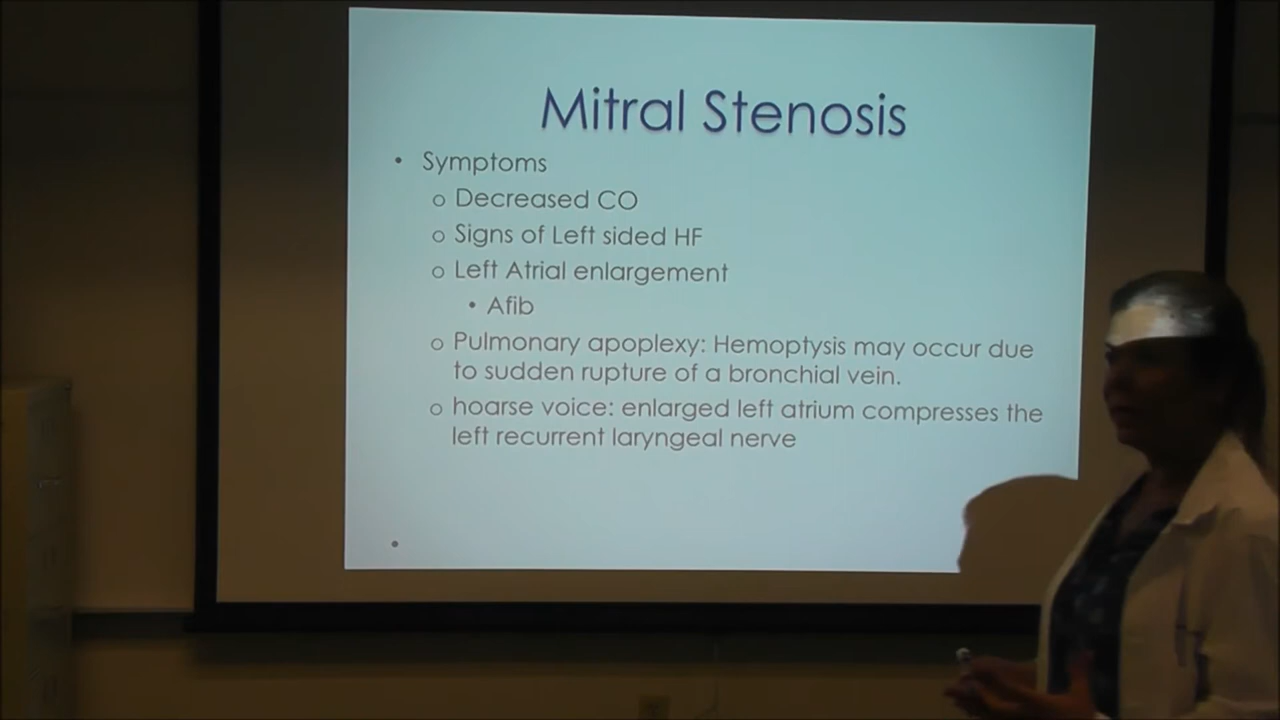 Mitral Stenosis
• Symptoms
o Decreased CO
o Signs of Left sided HF
o Left Atrial enlargement
• Afib
o Pulmonary apoplexy: Hemoptysis may occur due
to sudden rupture of a bronchial vein.
o hoarse voice: enlarged left atrium compresses the
left recurrent laryngeal nerve
•